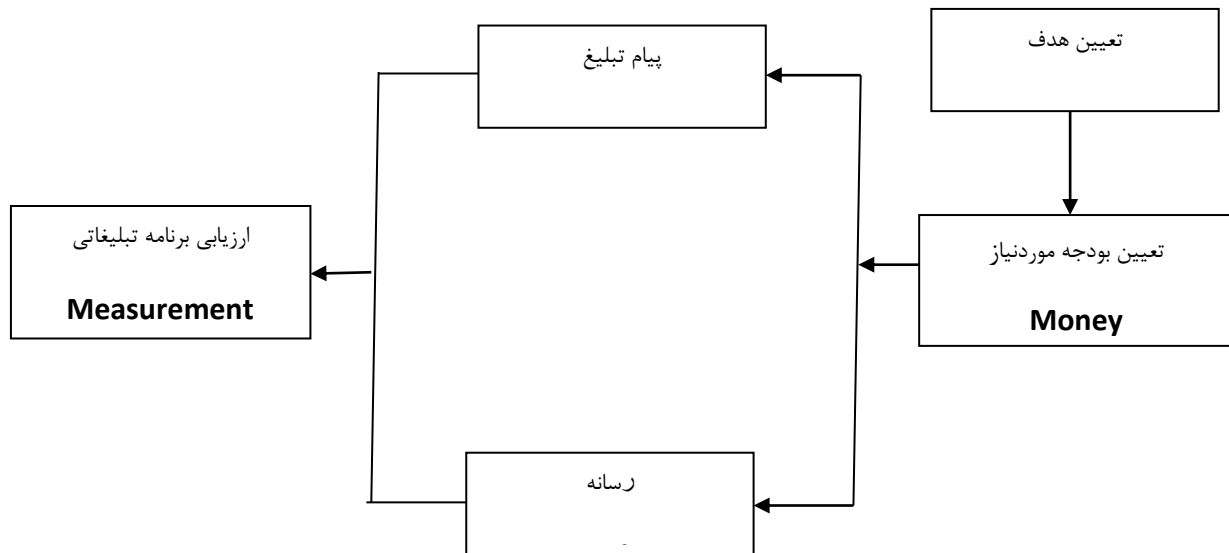 تعیین هدف
تعیین بودجه موردنیاز
Money
پیام تبلیغ
رسانه
ارزیابی برنامه تبلیغاتی
Measurement